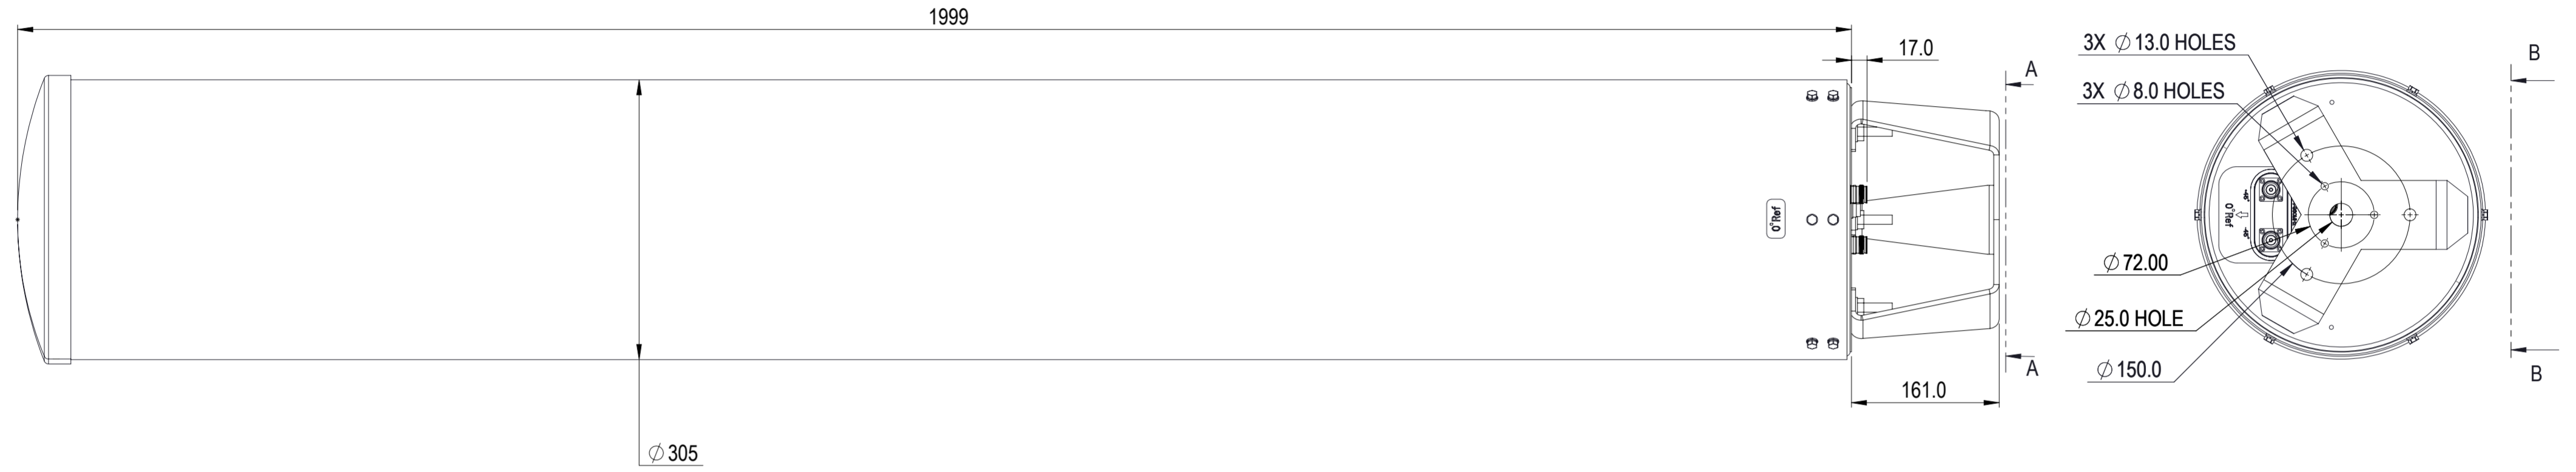 1999
17.0
A
3X Ø 13.0 HOLES
B
3X Ø 8.0 HOLES
0° Ref
0° Ref
-45°
Ø 72.00
Ø 25.0 HOLE
A
Ø 150.0
B
161.0
Ø 305